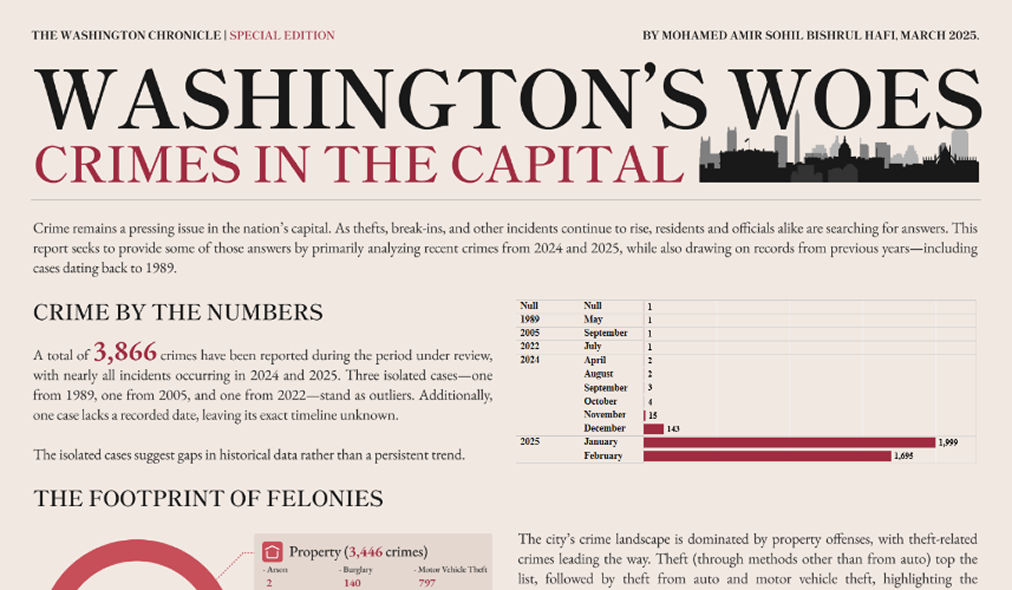 THE WASHINGTON CHRONICLE | SPECIAL EDITION
BY MOHAMED AMIR SOHIL BISHRUL HAFI, MARCH 2025.
WASHINGTON'S WOES
CRIMES IN THE CAPITAL
Crime remains a pressing issue in the nation's capital. As thefts, break-ins, and other incidents continue to rise, residents and officials alike are searching for answers. This
report seeks to provide some of those answers by primarily analyzing recent crimes from 2024 and 2025, while also drawing on records from previous years—including
cases dating back to 1989.
CRIME BY THE NUMBERS
A total of 3,866 crimes have been reported during the period under review,
with nearly all incidents occurring in 2024 and 2025. Three isolated cases—one
from 1989, one from 2005, and one from 2022—stand as outliers. Additionally,
one case lacks a recorded date, leaving its exact timeline unknown.
The isolated cases suggest gaps in historical data rather than a persistent trend.
Null Null 1
1989 May 1
2005 September 1
2022 July 1
2024 April 2
August 2
September 3
October 4
November 15
December 143
2025 January 1,999
February 1,695
THE FOOTPRINT OF FELONIES
Property (3,446 crimes)
- Arson - Burglary - Motor Vehicle Theft
2 140 797
The city's crime landscape is dominated by property offenses, with theft-related
crimes leading the way. Theft (through methods other than from auto) top the
list, followed by theft from auto and motor vehicle theft, highlighting the